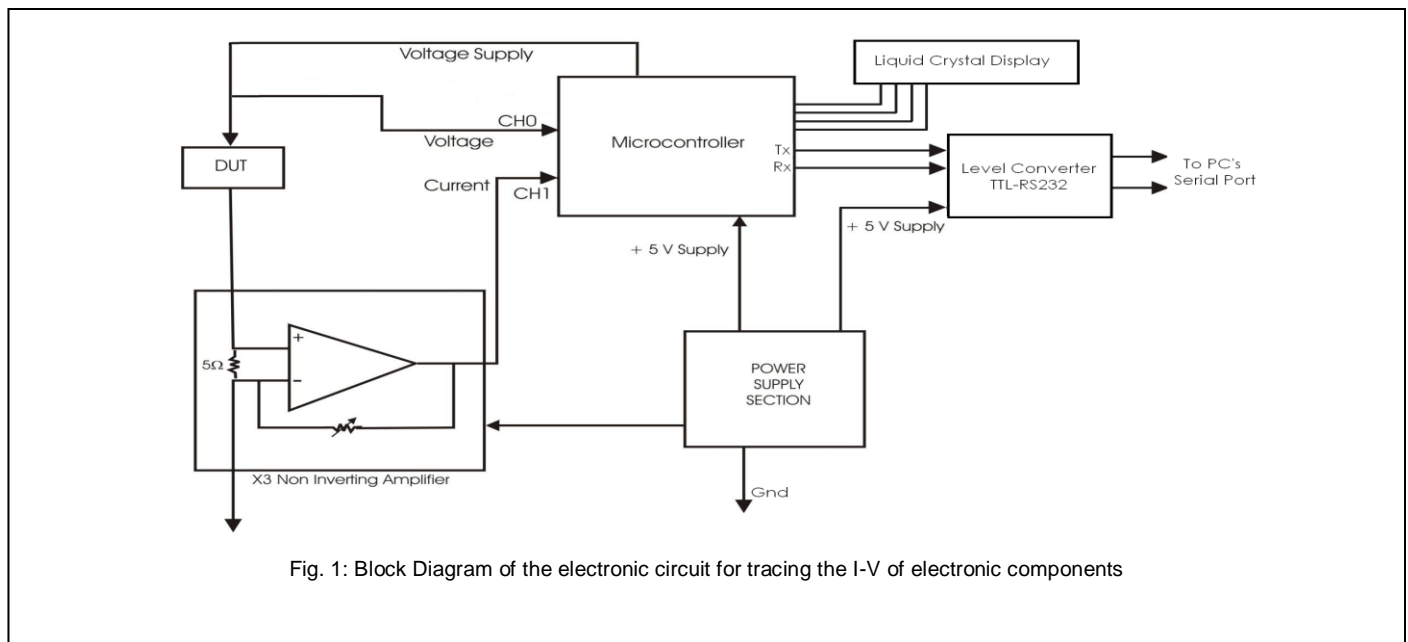 Voltage Supply
Liquid Crystal Display
CH0
Voltage
Microcontroller
Tx
Rx
Level Converter
TTL-RS232
To PC's
Serial Port
DUT
Current
CH1
+ 5 V Supply
+ 5 V Supply
5Ω
+
−
POWER
SUPPLY
SECTION
X3 Non Inverting Amplifier
Gnd
Fig. 1: Block Diagram of the electronic circuit for tracing the I-V of electronic components